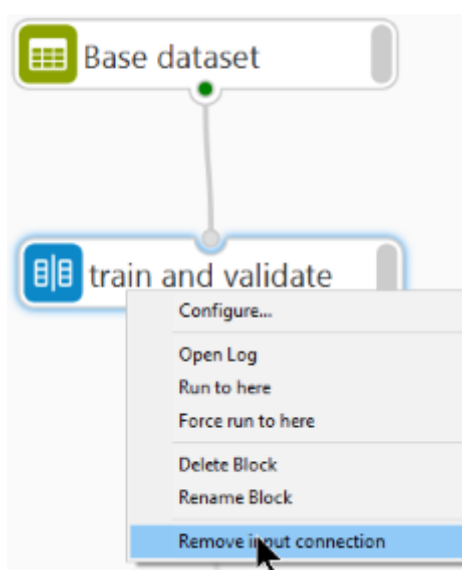 Base dataset
train and validate
Configure...
Open Log
Run to here
Force run to here
Delete Block
Rename Block
Remove input connection